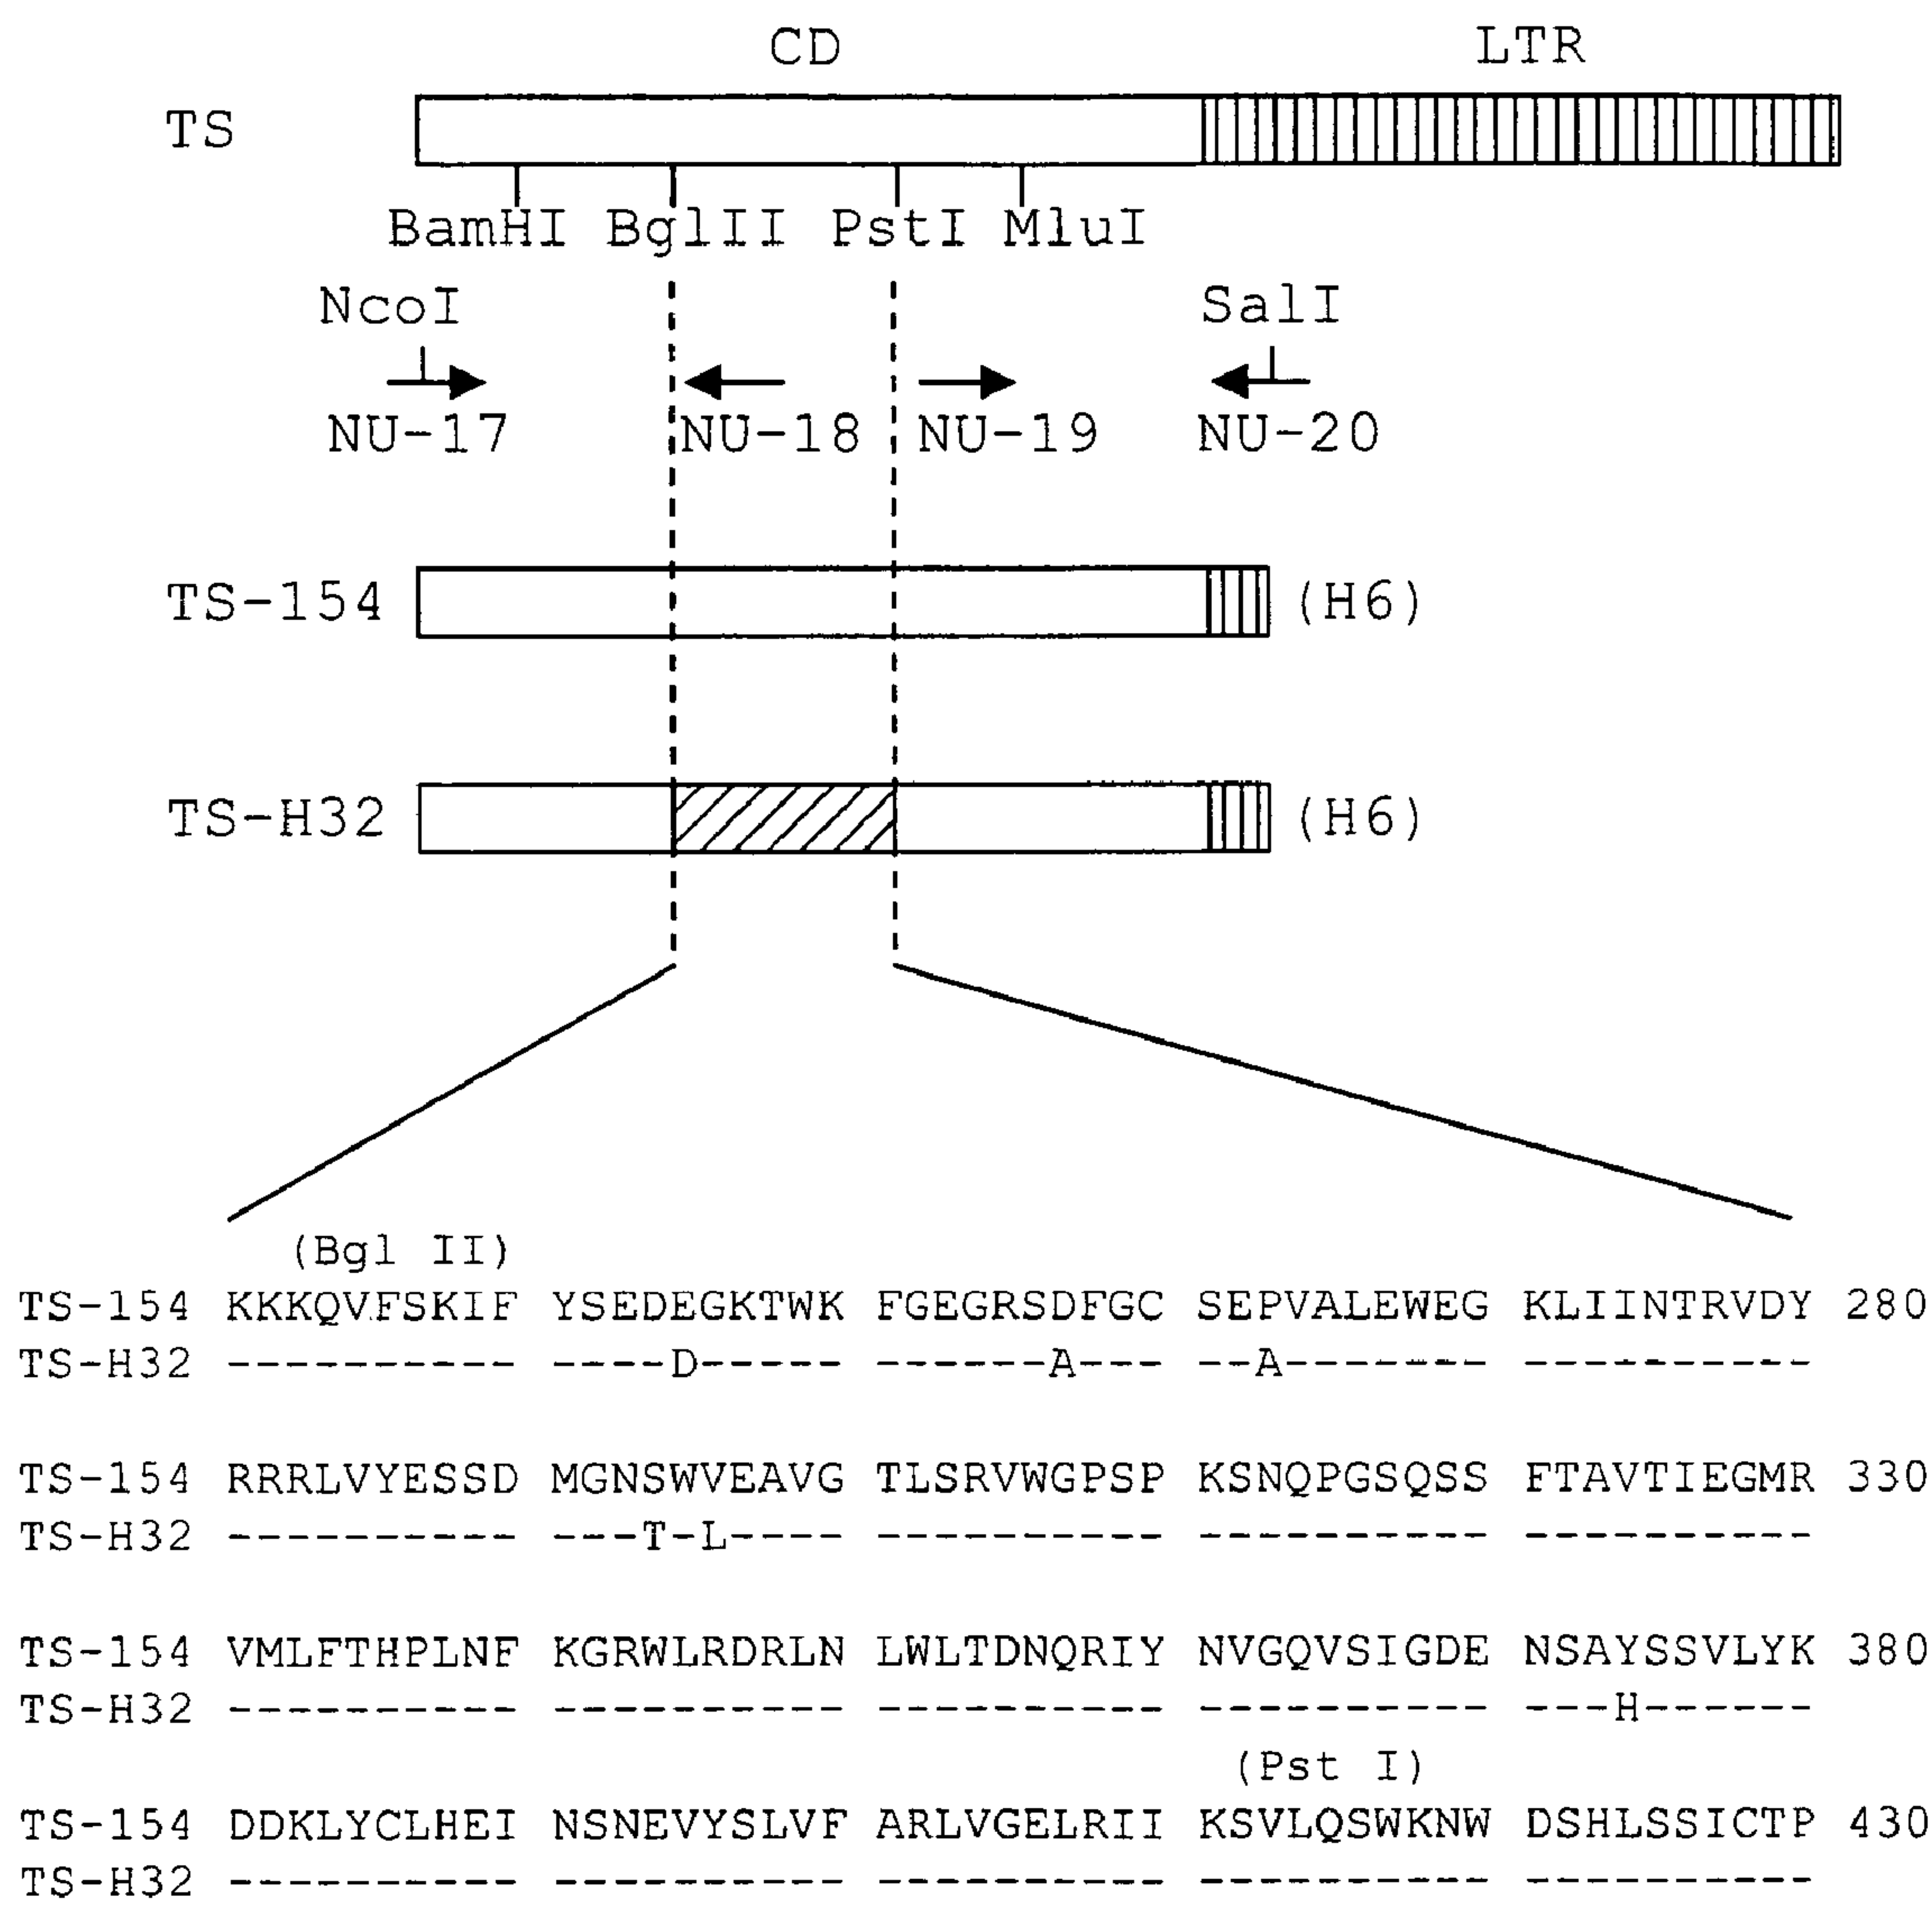 CD LTR
TS
BamHI BglII PstI MluI
NcoI SalI
NU-17 NU-18 NU-19 NU-20
TS-154 (H6)
TS-H32 (H6)
(Bgl II)
TS-154 KKKQVFSKIF YSEDEGKTWK FGEGRSDFGC SEPVALEWEG KLIINTRVDY 280
TS-H32 ---------- ----D----- ------A--- --A------- ----------
TS-154 RRRLVYESSD MGNSWVEAVG TLSRVWGPSP KSNQPGSQSS FTAVTIEGMR 330
TS-H32 ---------- ---T-L---- ---------- ---------- ----------
TS-154 VMLFTHPLNF KGRWLRDRLN LWLTDNQRIY NVGQVSIGDE NSAYSSVLYK 380
TS-H32 ---------- ---------- ---------- ---------- ---H------
(Pst I)
TS-154 DDKLYCLHEI NSNEVYSLVF ARLVGELRII KSVLQSWKNW DSHLSSICTP 430
TS-H32 ---------- ---------- ---------- ---------- ----------